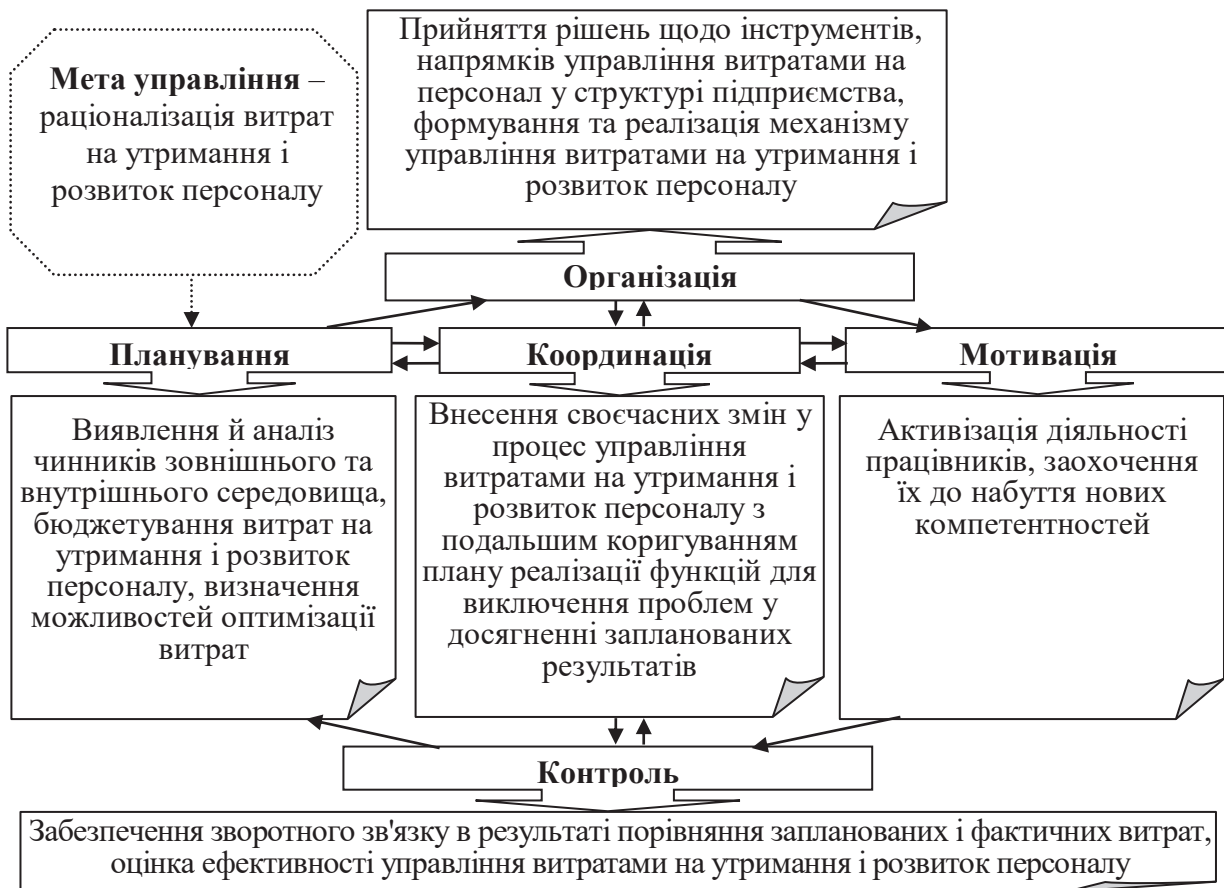 Мета управління –
раціоналізація витрат
на утримання і
розвиток персоналу
Прийняття рішень щодо інструментів,
напрямків управління витратами на
персонал у структурі підприємства,
формування та реалізація механізму
управління витратами на утримання і
розвиток персоналу
Організація
Планування
Координація
Мотивація
Виявлення й аналіз
чинників зовнішнього та
внутрішнього середовища,
бюджетування витрат на
утримання і розвиток
персоналу, визначення
можливостей оптимізації
витрат
Внесення своєчасних змін у
процес управління
витратами на утримання і
розвиток персоналу з
подальшим коригуванням
плану реалізації функцій для
виключення проблем у
досягненні запланованих
результатів
Активізація діяльності
працівників, заохочення
їх до набуття нових
компетентностей
Контроль
Забезпечення зворотного зв'язку в результаті порівняння запланованих і фактичних витрат,
оцінка ефективності управління витратами на утримання і розвиток персоналу